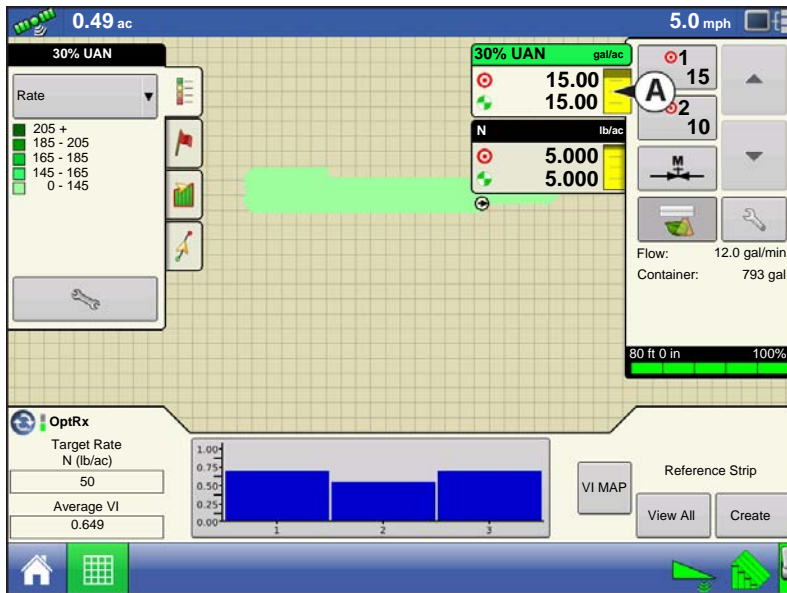 0.49 ac
5.0 mph
30% UAN
Rate
205 +
185 - 205
165 - 185
145 - 165
0 - 145
30% UAN gal/ac
15.00
15.00
A
N lb/ac
5.000
5.000
1
15
2
10
M
Flow: 12.0 gal/min
Container: 793 gal
80 ft 0 in 100%
OptRx
Target Rate
N (lb/ac)
50
Average VI
0.649
1.00
0.75
0.50
0.25
0.00
1 2 3
VI MAP
Reference Strip
View All
Create